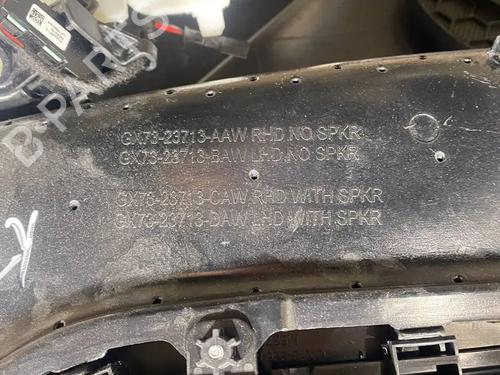 GX73-23713-AAW RHD NO SPKR
GX73-23713-BAW LHD NO SPKR
GX73-23713-CAW RHD WITH SPKR
GX73-23713-DAW LHD WITH SPKR